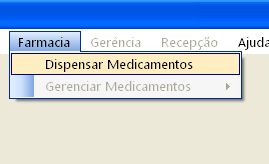 Farmacia Gerência Recepção Ajuda
Dispensar Medicamentos
Gerenciar Medicamentos